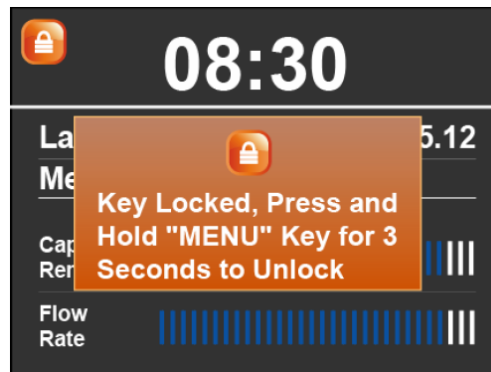 08:30
La 5.12
Me
Key Locked, Press and
Hold "MENU" Key for 3
Seconds to Unlock
Cap
Rer
Flow
Rate